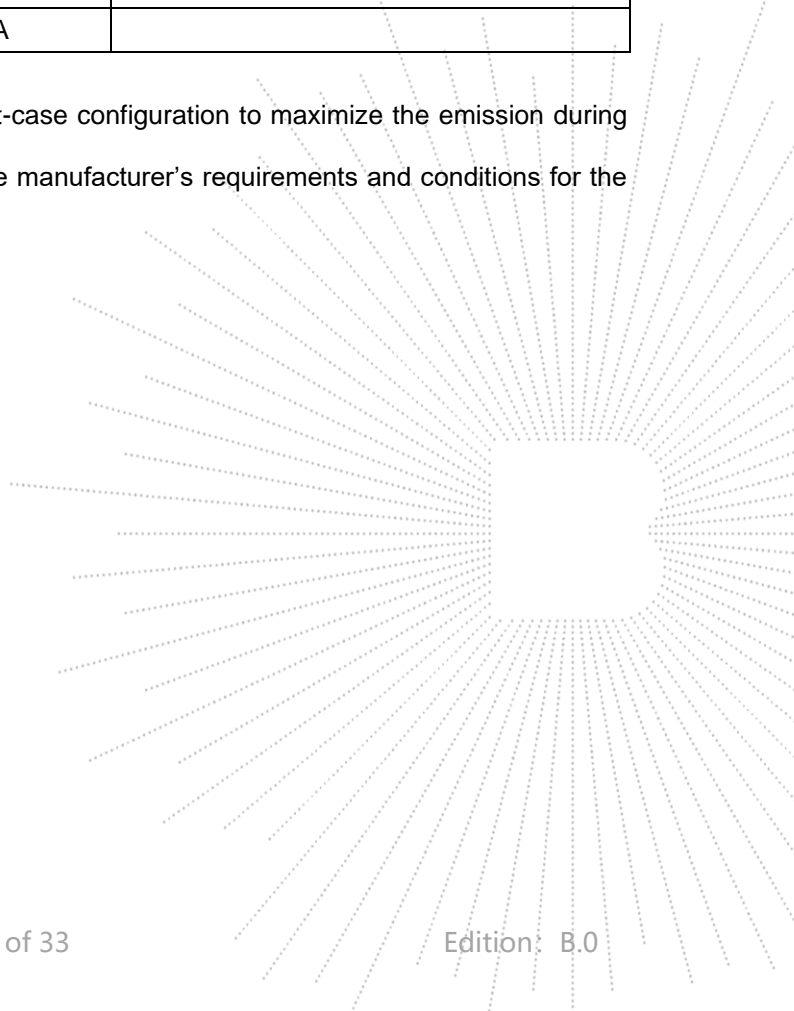 A
t-case configuration to maximize the emission during
e manufacturer’s requirements and conditions for the
of 33 Edition： B.0